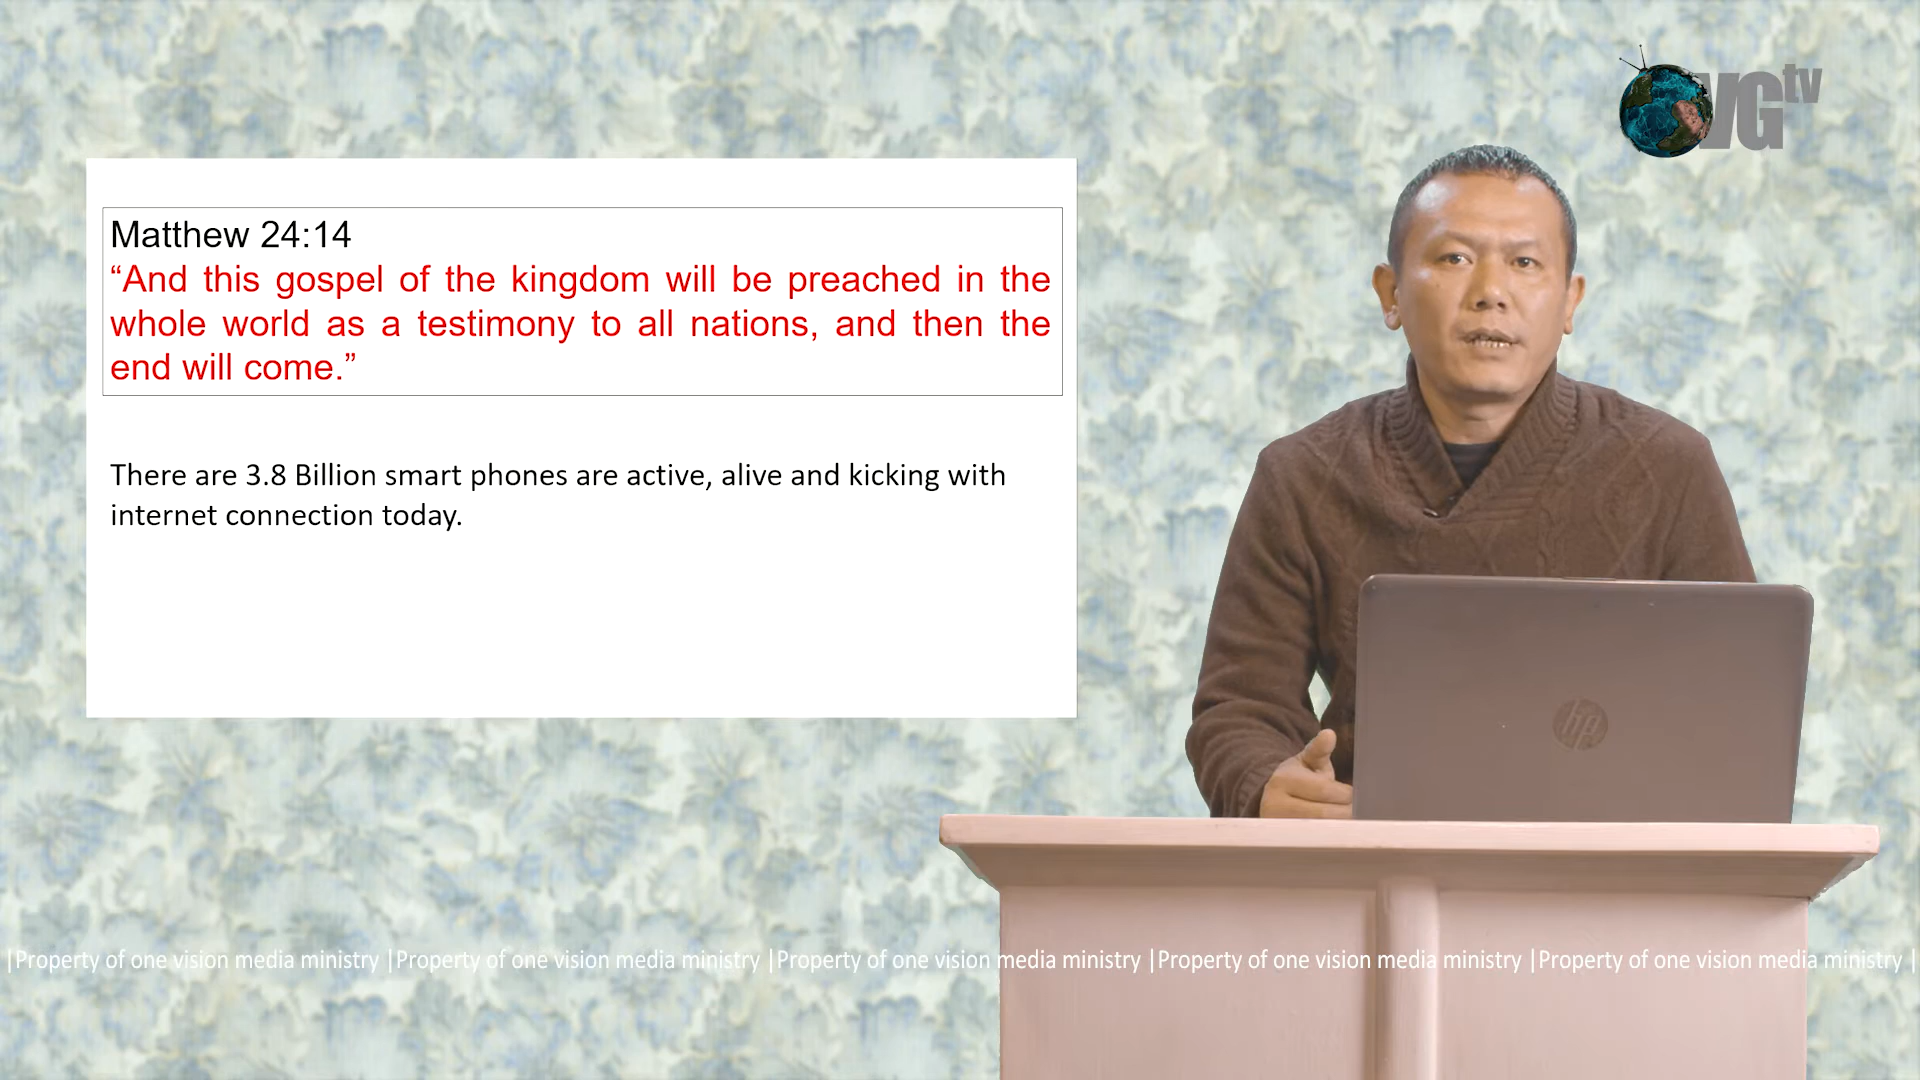 VG tv
Matthew 24:14
“And this gospel of the kingdom will be preached in the
whole world as a testimony to all nations, and then the
end will come.”
There are 3.8 Billion smart phones are active, alive and kicking with
internet connection today.
hp
|Property of one vision media ministry |Property of one vision media ministry |Property of one vision media ministry |Property of one vision media ministry |Property of one vision media ministry |